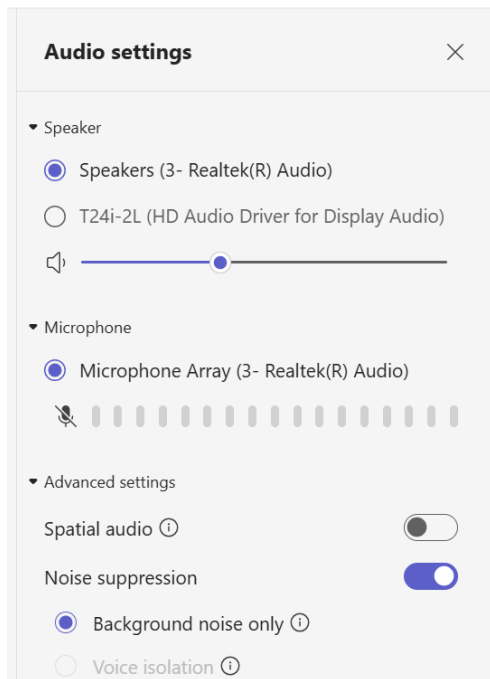 Audio settings
Speaker
Speakers (3- Realtek(R) Audio)
T24i-2L (HD Audio Driver for Display Audio)
Microphone
Microphone Array (3- Realtek(R) Audio)
Advanced settings
Spatial audio
Noise suppression
Background noise only
Voice isolation